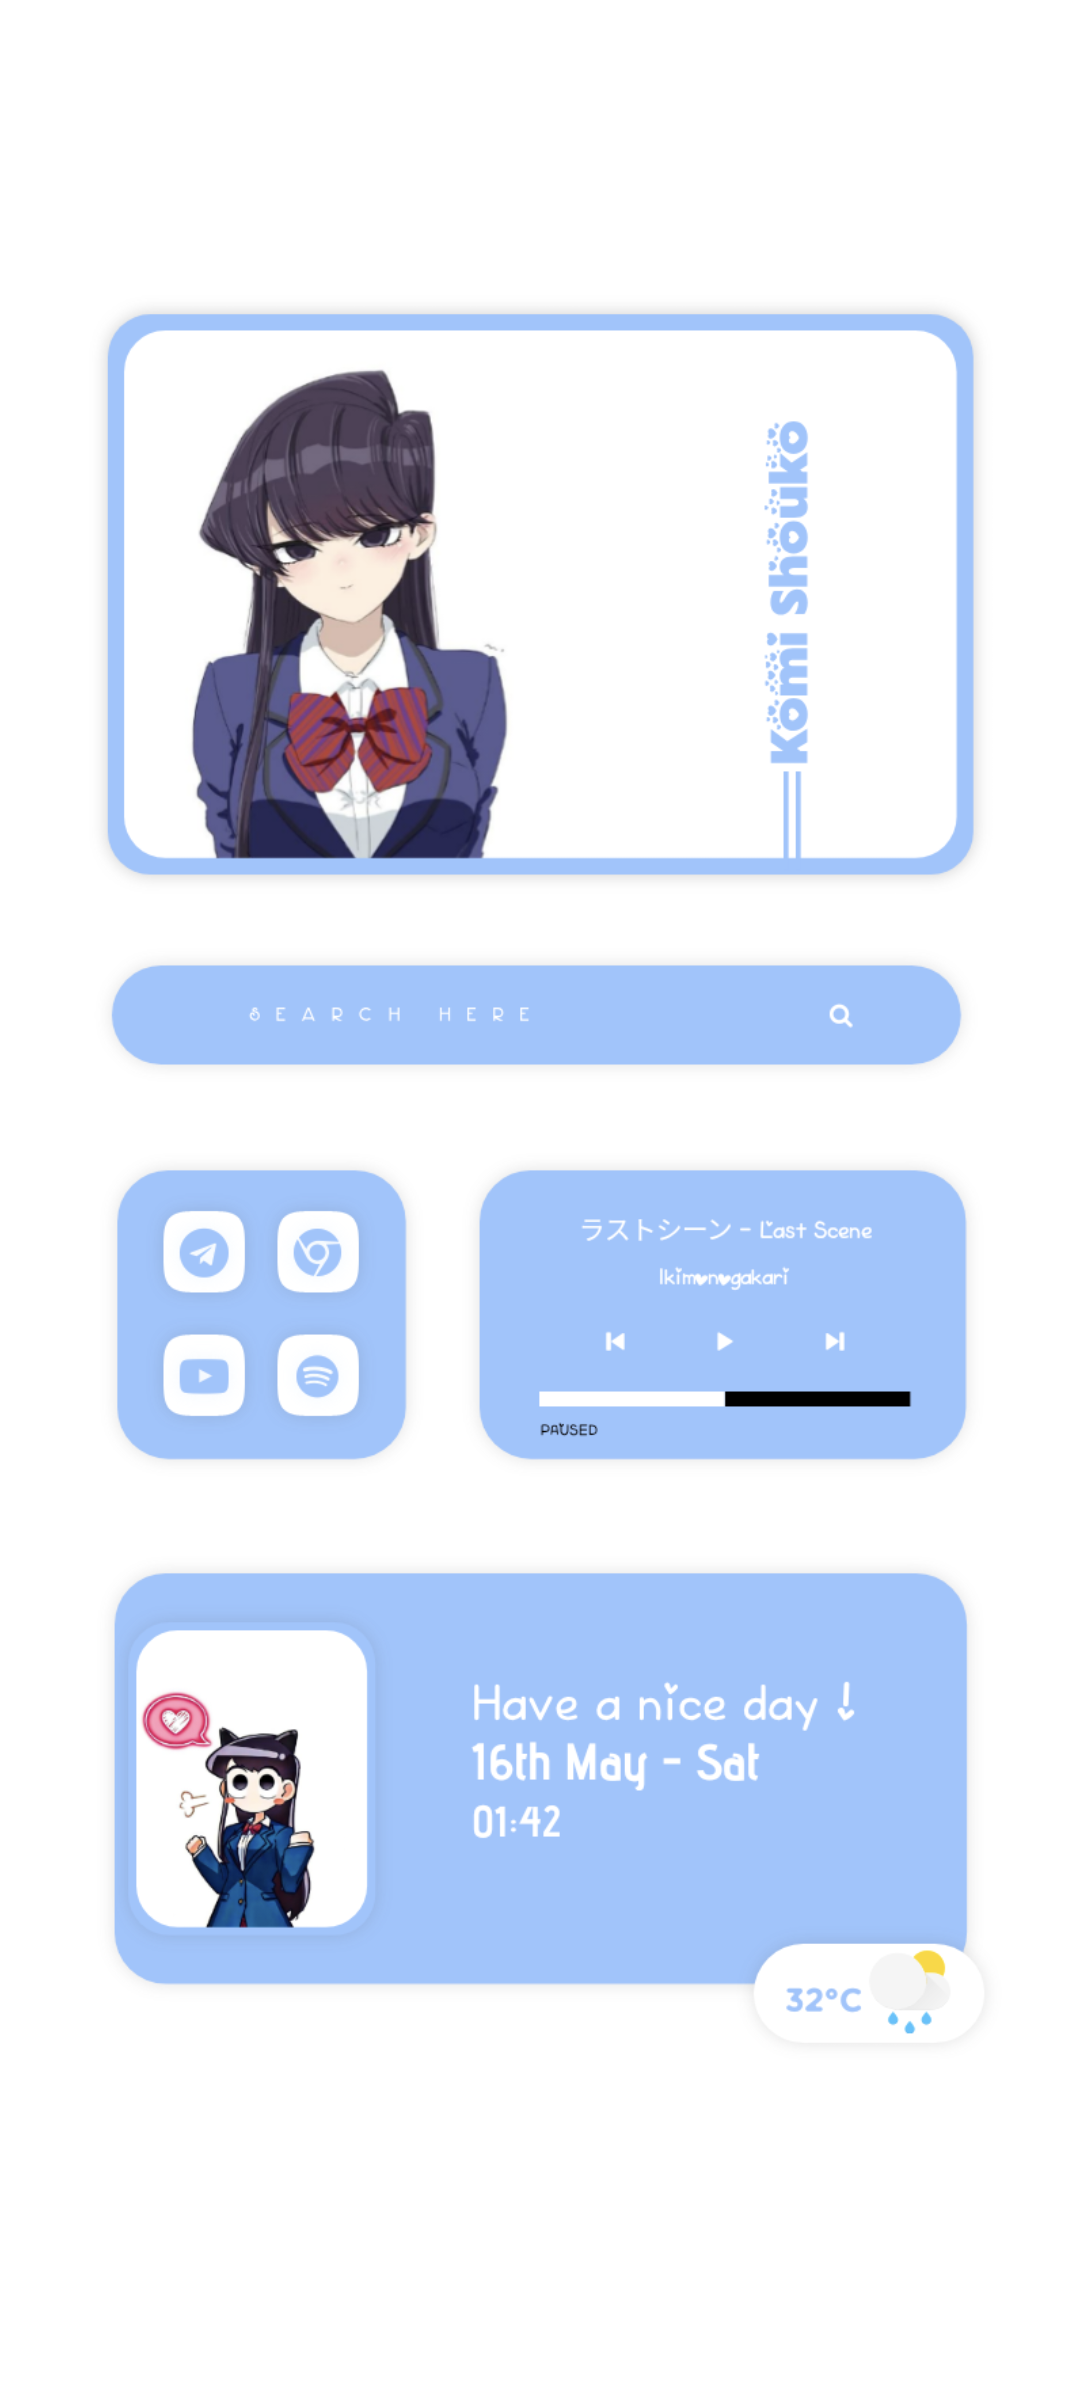 Komi Shouko
SEARCH HERE
ラストシーン - Last Scene
Ikimonogakari
PAUSED
Have a nice day !
16th May - Sat
01:42
32°C